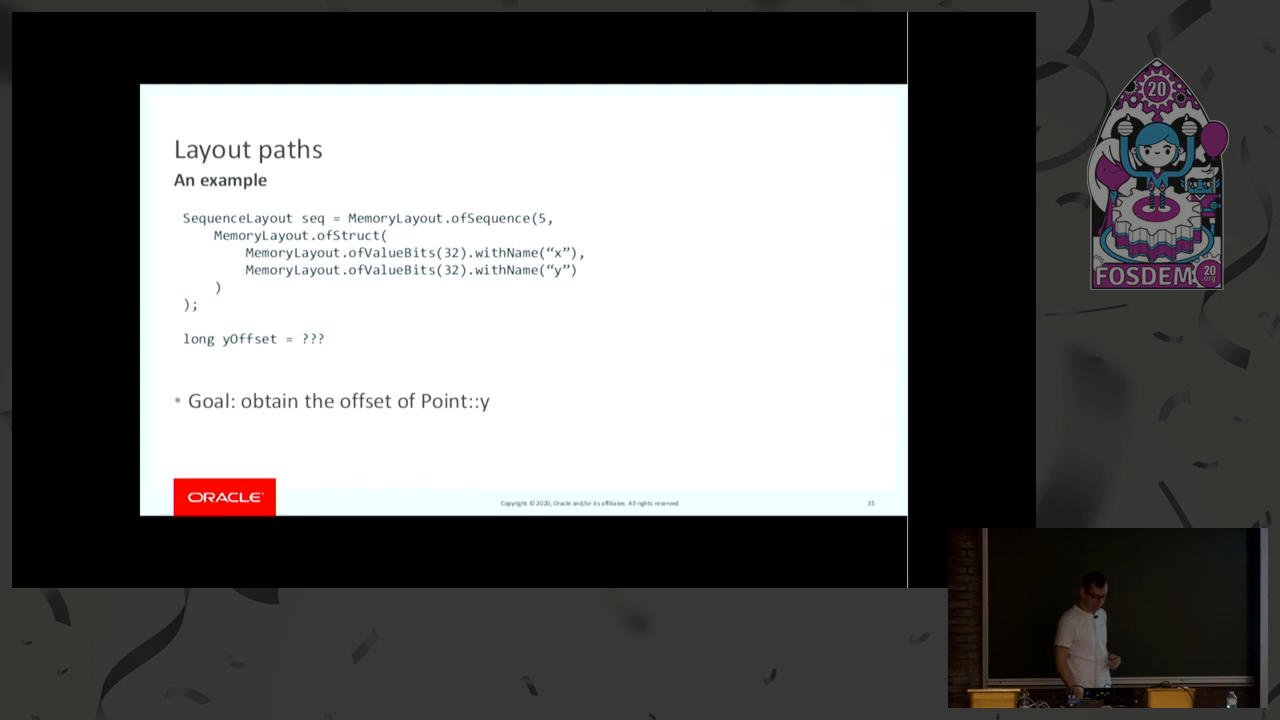 Layout paths
An example
SequenceLayout seq = MemoryLayout.ofSequence(5,
MemoryLayout.ofStruct(
MemoryLayout.ofValueBits(32).withName(“x”),
MemoryLayout.ofValueBits(32).withName(“y”)
)
);
long yOffset = ???
• Goal: obtain the offset of Point::y
ORACLE
Copyright © 2020, Oracle and/or its affiliates. All rights reserved.
35
20
FOSDEM
20
.org